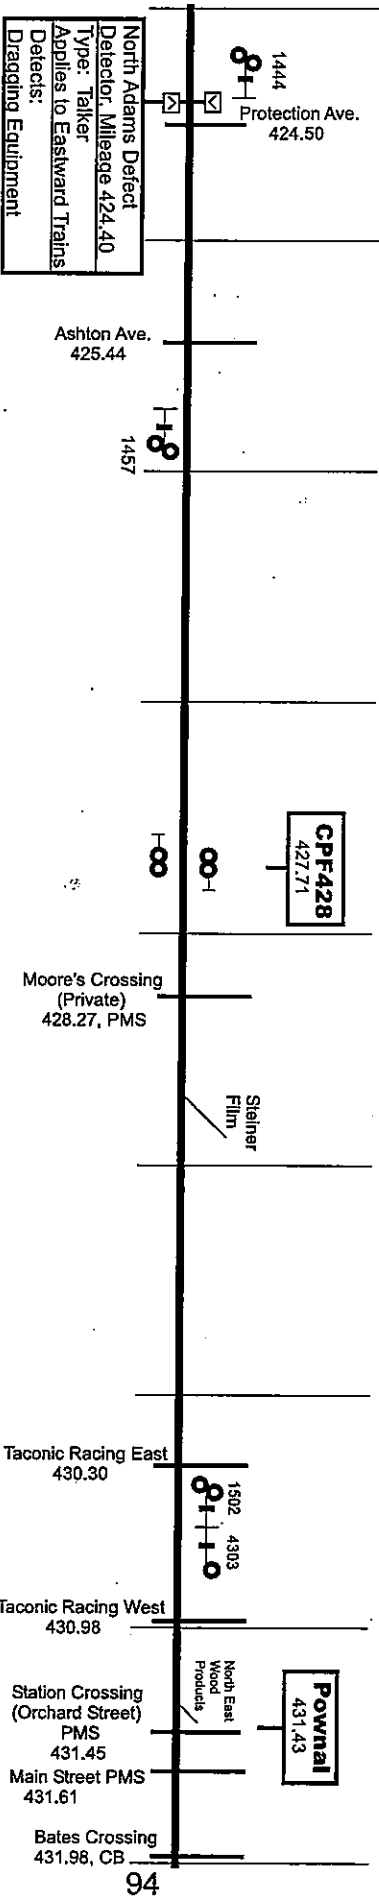 1444
Protection Ave.
424.50
North Adams Defect
Detector, Mileage 424.40
Type: Talker
Applies to Eastward Trains
Detects:
Dragging Equipment
Ashton Ave.
425.44
1457
CPF428
427.71
Moore's Crossing
(Private)
428.27, PMS
Steiner
Film
Taconic Racing East
430.30
1502
4303
Taconic Racing West
430.98
North East
Wood
Products
Pownal
431.43
Station Crossing
(Orchard Street)
PMS
431.45
Main Street PMS
431.61
Bates Crossing
431.98, CB
94